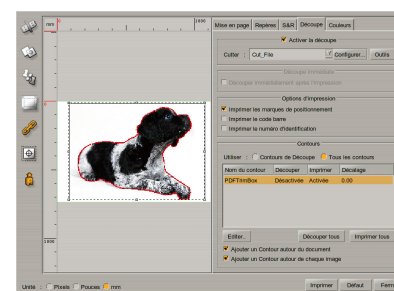 mm 0 1000
Mise en page Repères S&R Découpe Couleurs
Activer la découpe
Cutter : Cut_File Configurer... Outils
Découpe immédiate
Découper immédiatement après l'impression
Options d'impression
Imprimer les marques de positionnement
Imprimer le code barre
Imprimer le numéro d'identification
Contours
Utiliser : Contours de Découpe Tous les contours
Nom du contour Découper Imprimer Décalage
PDFTrimBox Désactivée Activée 0.00
0
1000
Editer.. Découper tous Imprimer tous
Ajouter un Contour autour du document
Ajouter un Contour autour de chaque image
Unité : Pixels Pouces mm
Imprimer Défaut Ferm